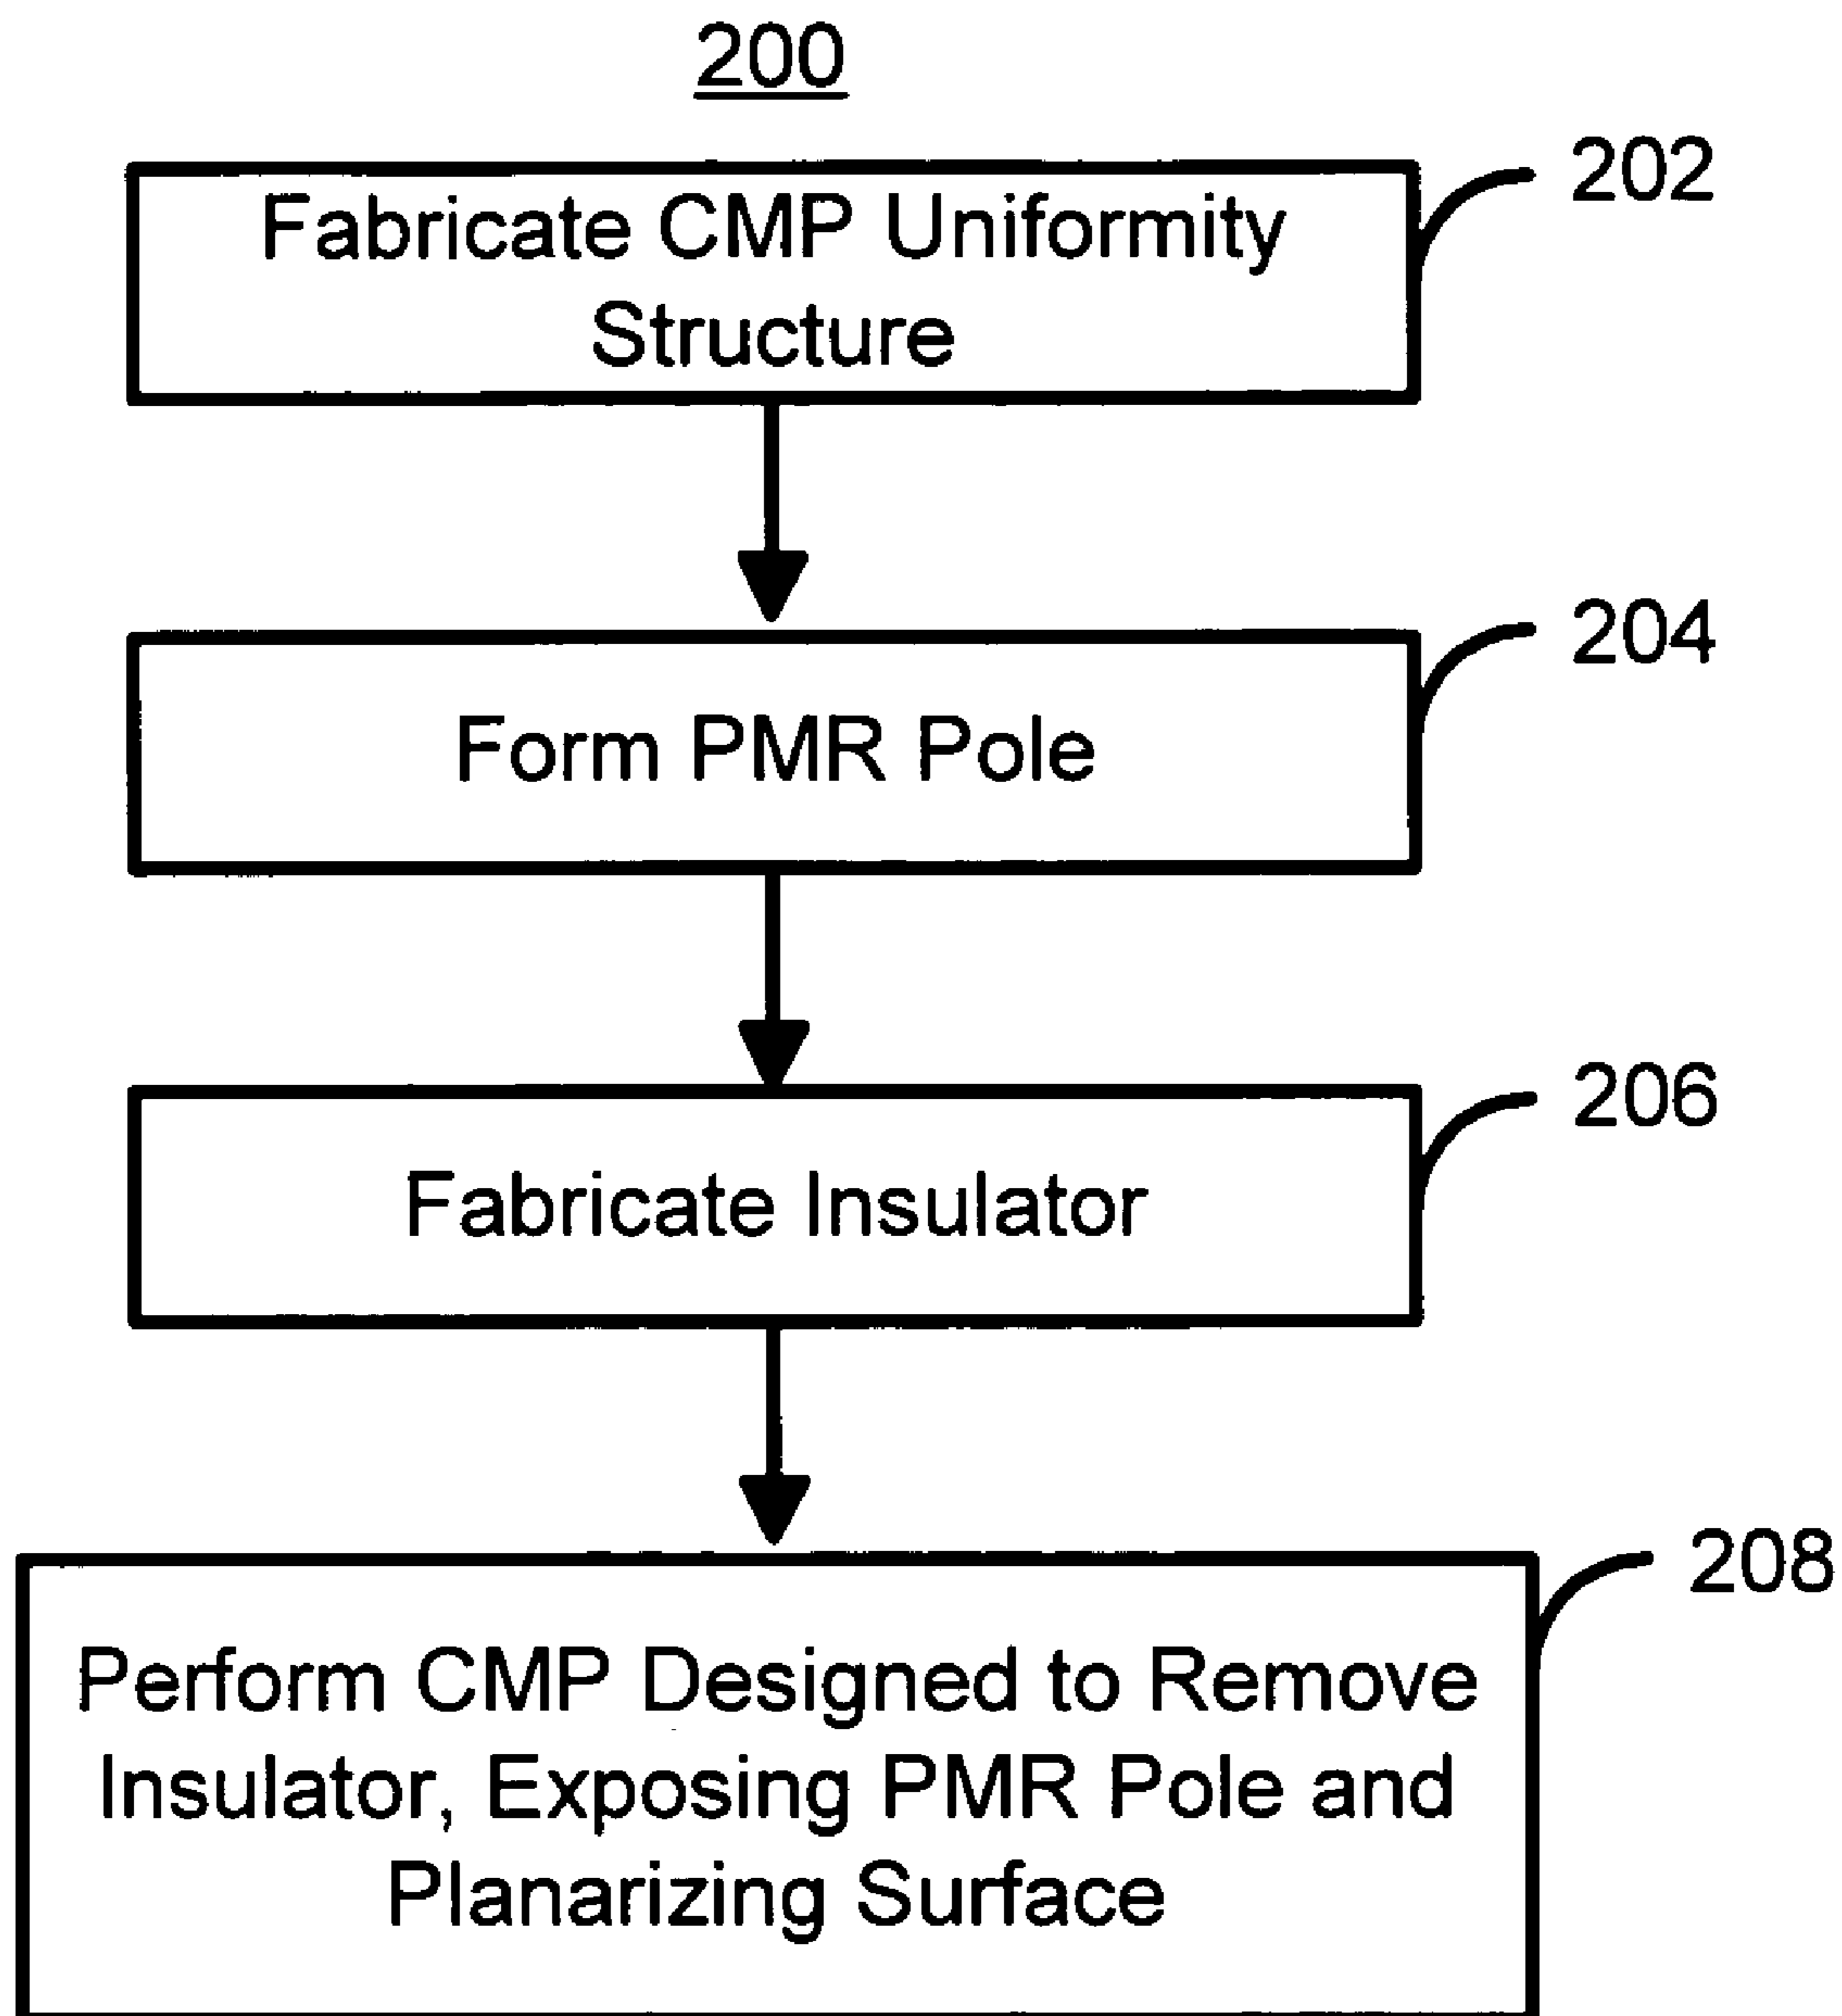 200
202
Fabricate CMP Uniformity
Structure
204
Form PMR Pole
206
Fabricate Insulator
208
Perform CMP Designed to Remove
Insulator, Exposing PMR Pole and
Planarizing Surface